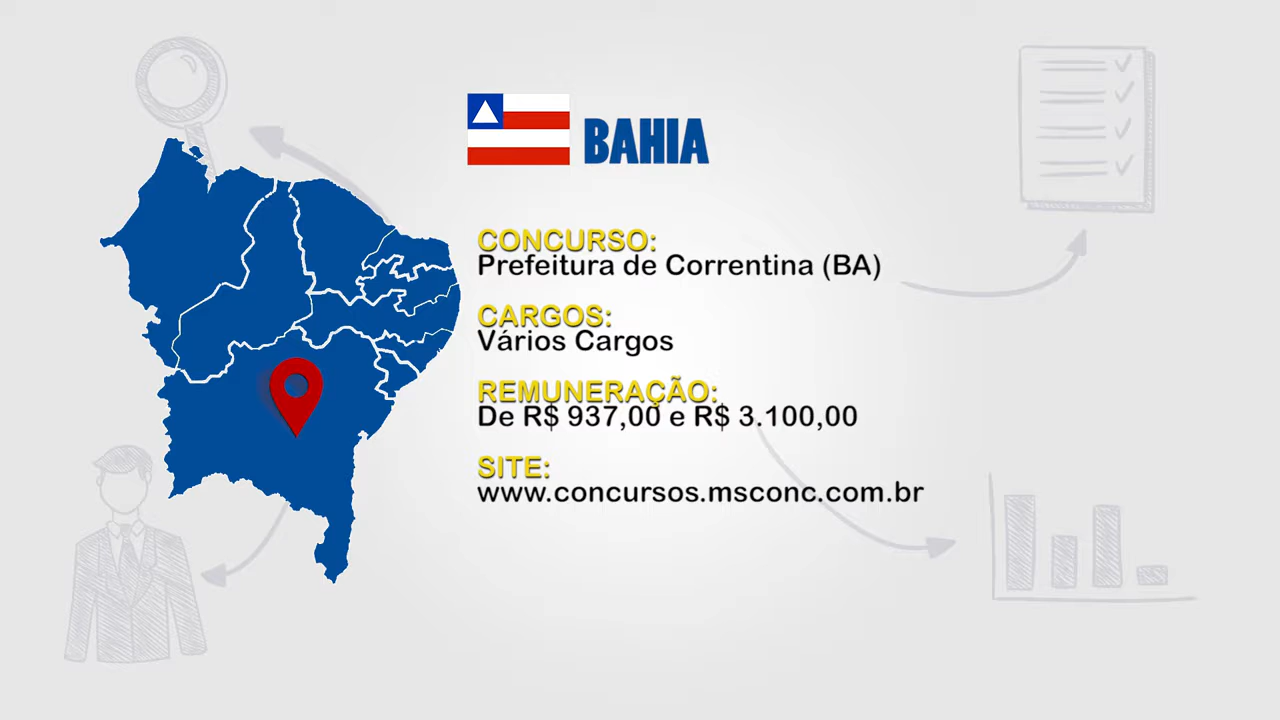 BAHIA
CONCURSO:
Prefeitura de Correntina (BA)
CARGOS:
Vários Cargos
REMUNERAÇÃO:
De R$ 937,00 e R$ 3.100,00
SITE:
www.concursos.msconc.com.br